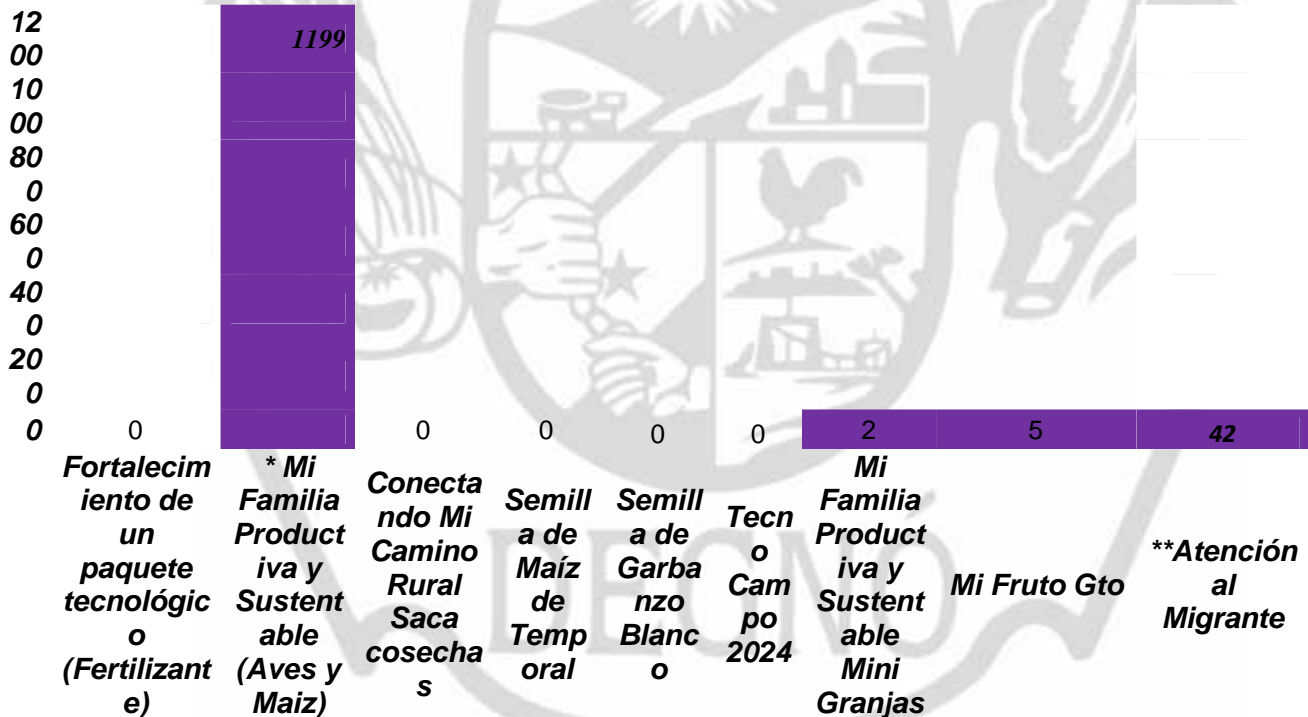 12
00
10
00
80
0
60
0
40
0
20
0
0
1199
0
0
0
0
0
2
5
42
Fortalecim
iento de
un
paquete
tecnológic
o
(Fertilizant
e)
* Mi
Familia
Product
iva y
Sustent
able
(Aves y
Maiz)
Conecta
ndo Mi
Camino
Rural
Saca
cosecha
s
Semill
a de
Maíz
de
Temp
oral
Semill
a de
Garba
nzo
Blanc
o
Tecn
o
Cam
po
2024
Mi
Familia
Product
iva y
Sustent
able
Mini
Granjas
Mi Fruto Gto
**Atención
al
Migrante
DECNÓ